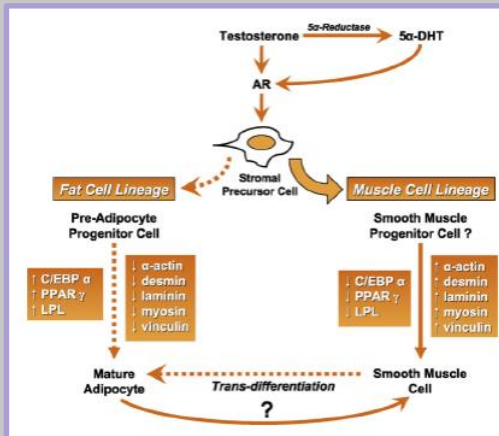 Testosterone
5α-Reductase
5α-DHT
AR
Stromal
Precursor Cell
Fat Cell Lineage
Muscle Cell Lineage
Pre-Adipocyte
Progenitor Cell
Smooth Muscle
Progenitor Cell ?
↑ C/EBP α
↑ PPAR γ
↑ LPL
↓ α-actin
↓ desmin
↓ laminin
↓ myosin
↓ vinculin
↓ C/EBP α
↓ PPAR γ
↓ LPL
↑ α-actin
↑ desmin
↑ laminin
↑ myosin
↑ vinculin
Mature
Adipocyte
Trans-differentiation
Smooth Muscle
Cell
?